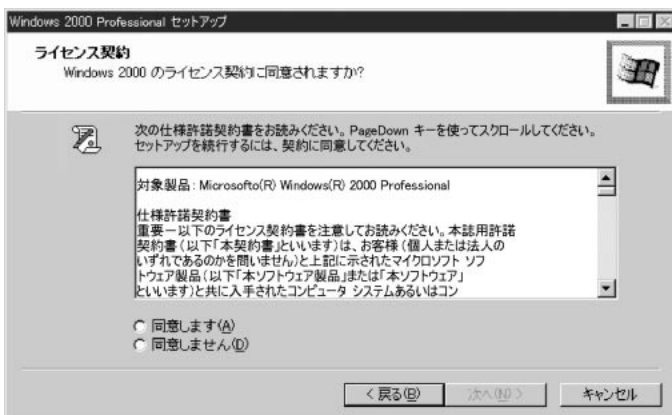 Windows 2000 Professional セットアップ
ライセンス契約
Windows 2000 のライセンス契約に同意されますか?
次の仕様許諾契約書をお読みください。PageDown キーを使ってスクロールしてください。
セットアップを続行するには、契約に同意してください。
対象製品: Microsofto(R) Windows(R) 2000 Professional
仕様許諾契約書
重要－以下のライセンス契約書を注意してお読みください。本誌用許諾
契約書(以下「本契約書」といいます)は、お客様(個人または法人の
いずれであるのかを問いません)と上記に示されたマイクロソフト ソフ
トウェア製品(以下「本ソフトウェア製品」または「本ソフトウェア」
といいます)と共に入手されたコンピュータ システムあるいはコン
同意します(A)
同意しません(D)
< 戻る(B)
次へ(N) >
キャンセル